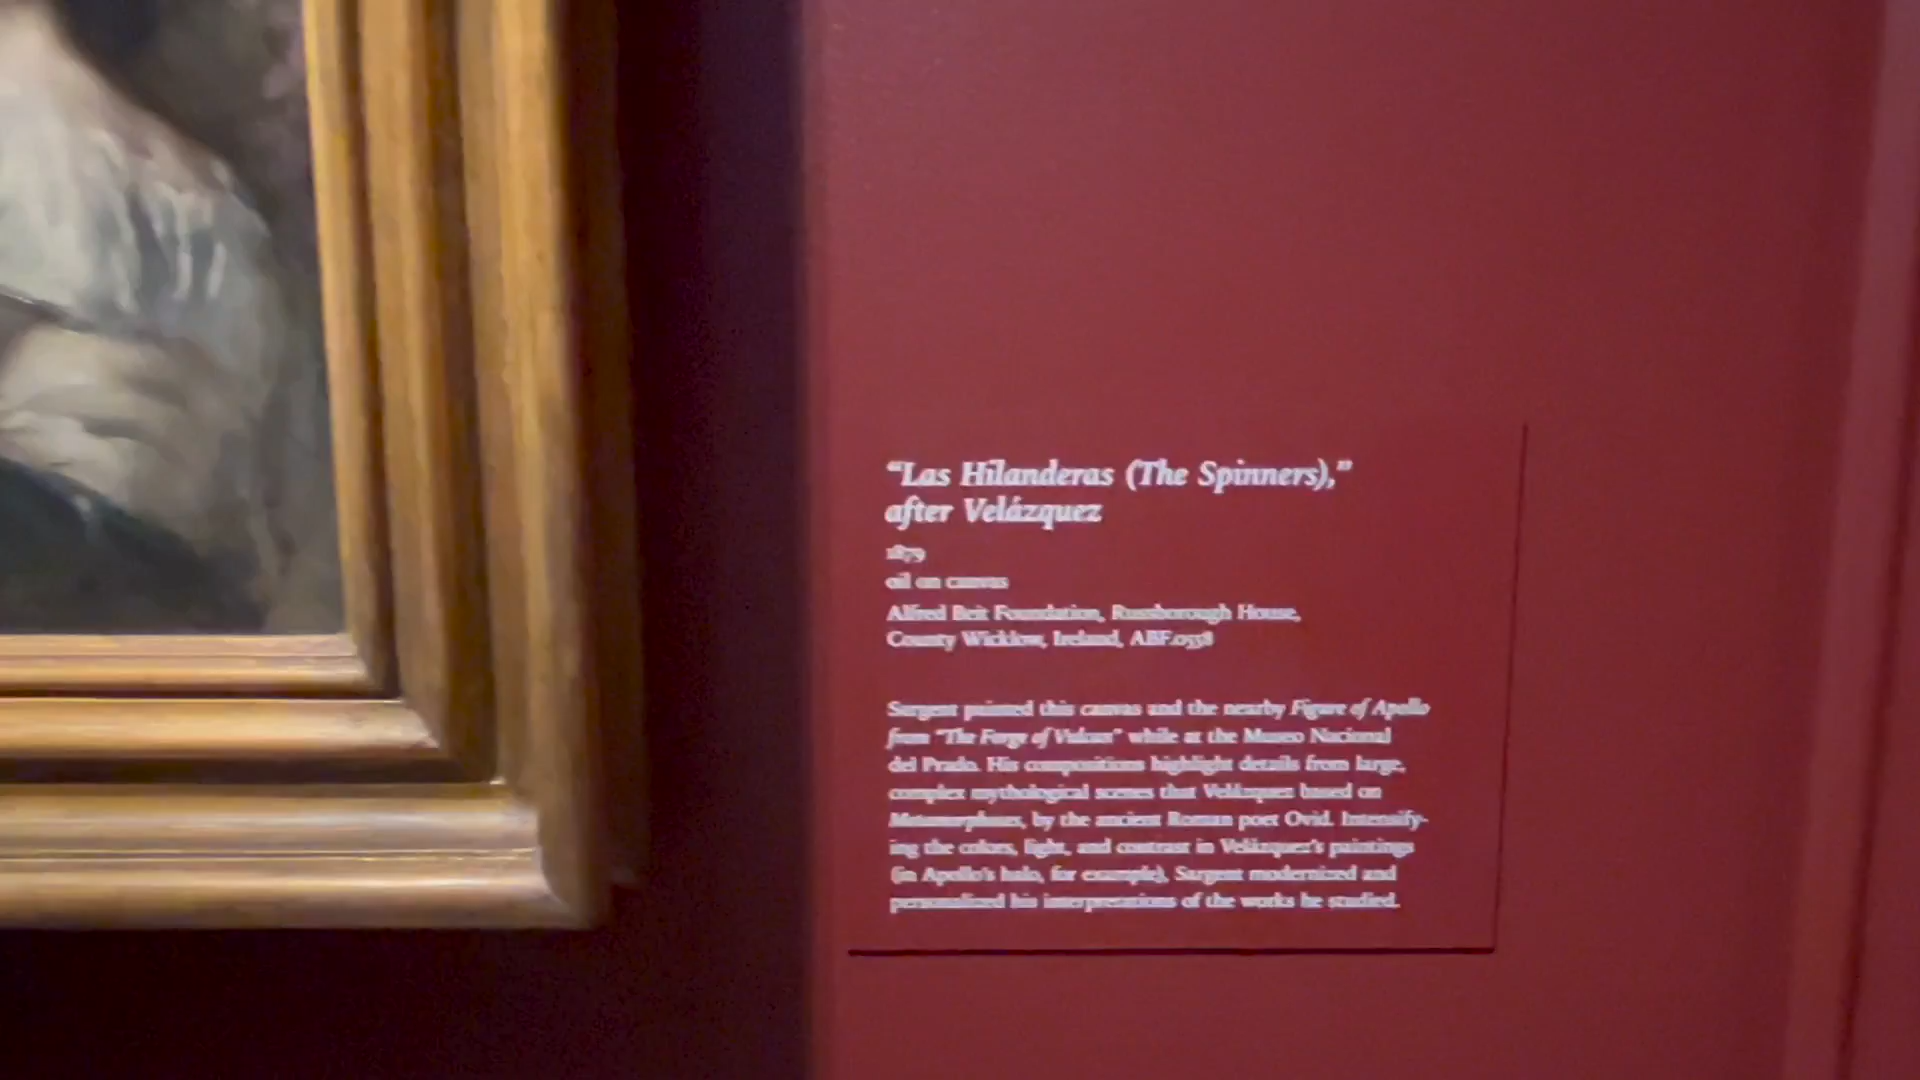 “Las Hilanderas (The Spinners),”
after Velázquez
1879
oil on canvas
Alfred Beit Foundation, Russborough House,
County Wicklow, Ireland, ABF.0558
Sargent painted this canvas and the nearby Figure of Apollo
from “The Forge of Vulcan” while at the Museo Nacional
del Prado. His compositions highlight details from large,
complex mythological scenes that Velázquez based on
Metamorphoses, by the ancient Roman poet Ovid. Intensify-
ing the colors, light, and contrast in Velázquez’s paintings
(in Apollo’s halo, for example), Sargent modernized and
personalized his interpretations of the works he studied.